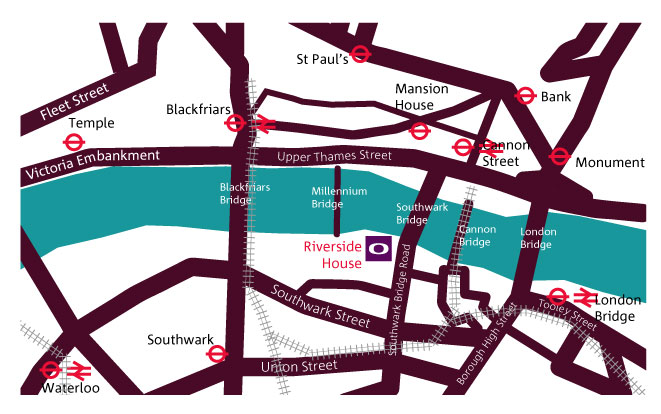 St Paul's
Mansion
House
Bank
Fleet Street
Temple
Blackfriars
Cannon
Street
Monument
Victoria Embankment
Upper Thames Street
Blackfriars
Bridge
Millennium
Bridge
Southwark
Bridge
Cannon
Bridge
London
Bridge
Riverside
House
Southwark Bridge Road
Southwark Street
Tooley Street
London
Bridge
Borough High Street
Southwark
Union Street
Waterloo